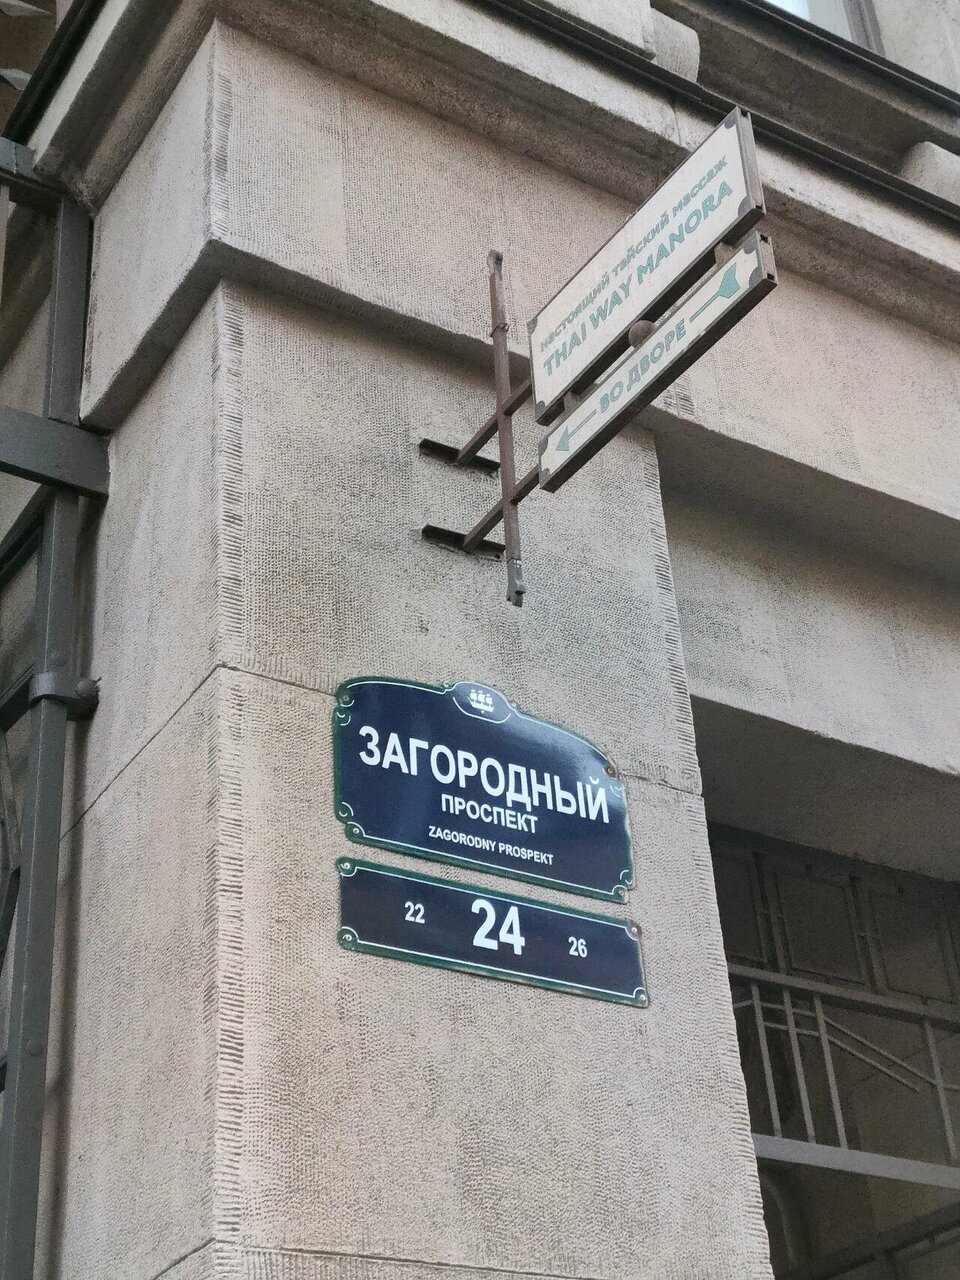 настоящий тайский массаж
THAI WAY MANORA
ВО ДВОРЕ
ЗАГОРОДНЫЙ
ПРОСПЕКТ
ZAGORODNY PROSPEKT
22 24 26